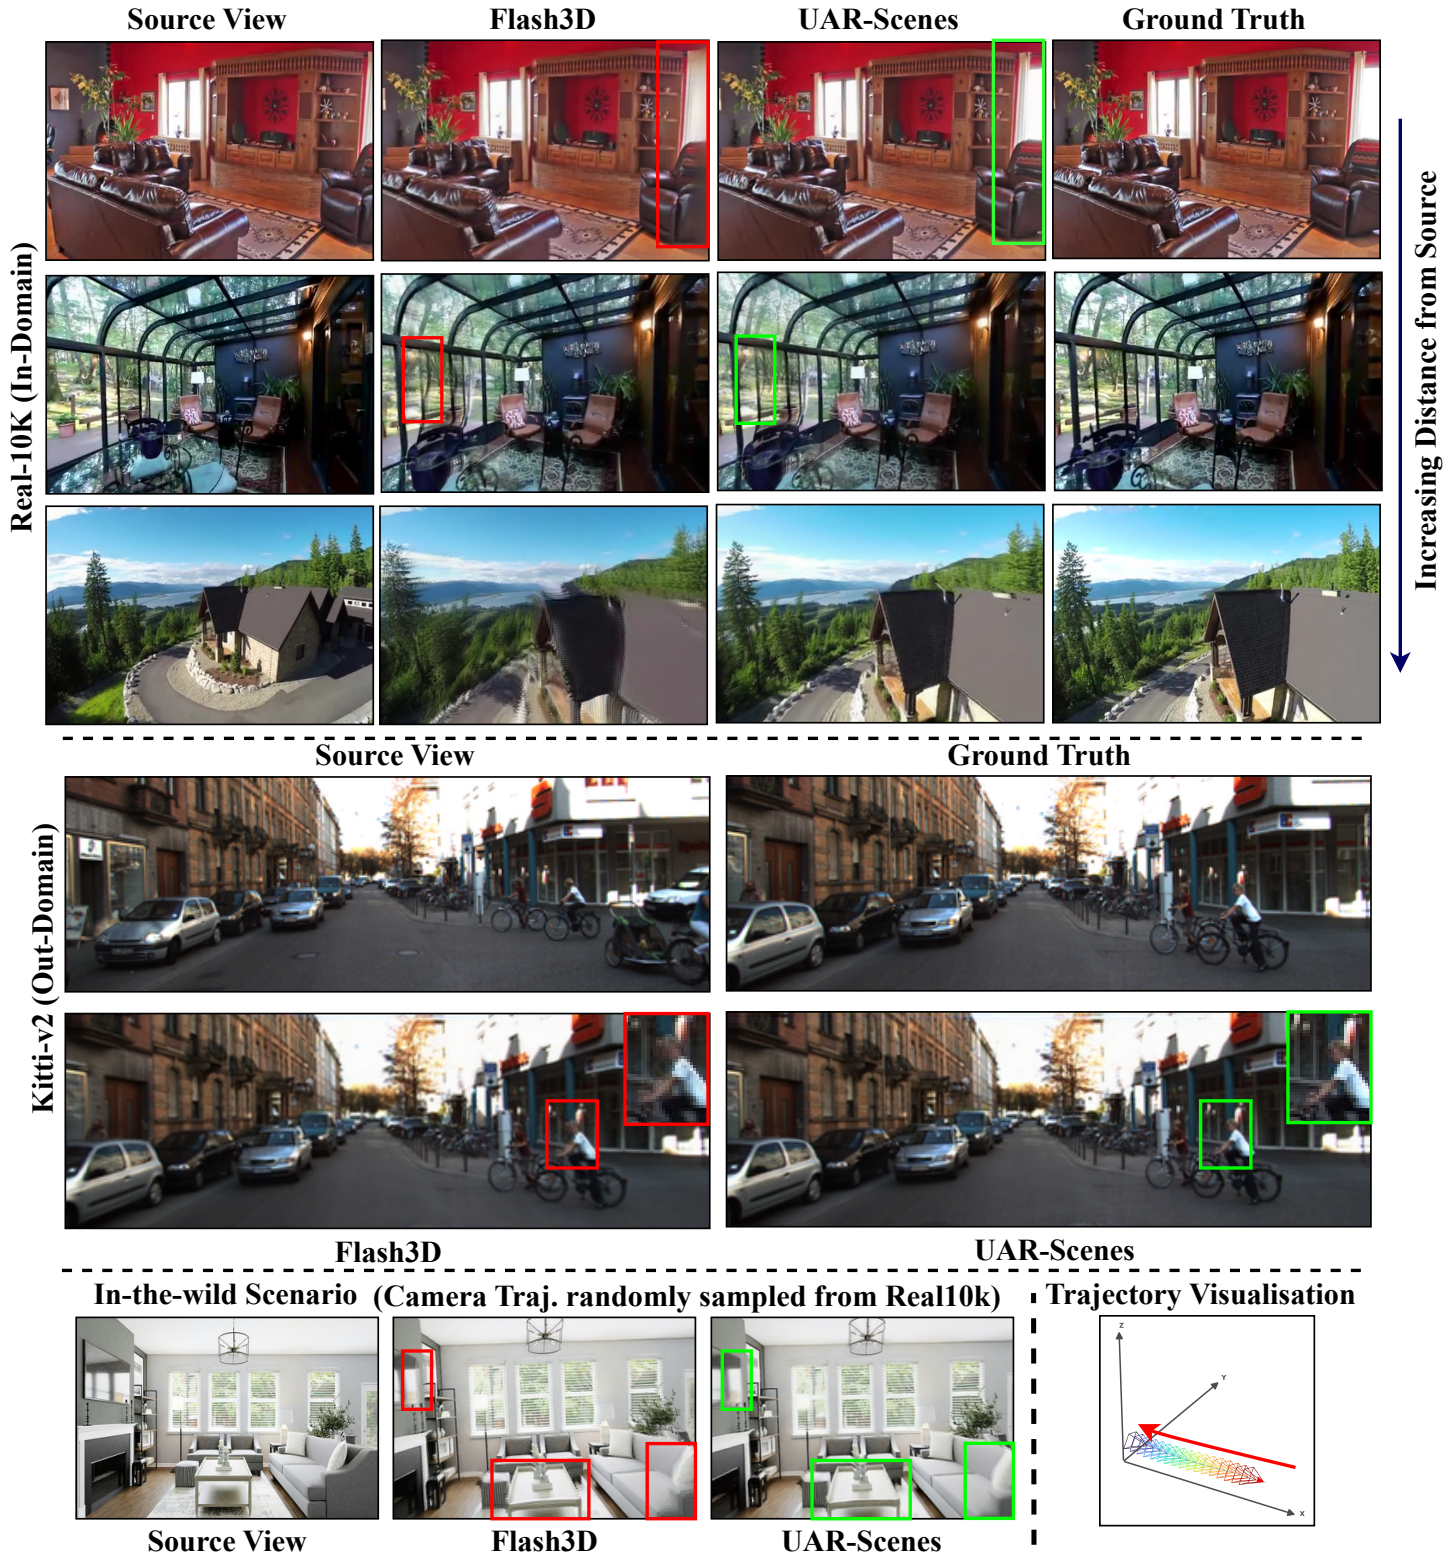 Source View
Flash3D
UAR-Scenes
Ground Truth
Real-10K (In-Domain)
Increasing Distance from Source
Source View
Ground Truth
Kitti-v2 (Out-Domain)
Flash3D
UAR-Scenes
In-the-wild Scenario (Camera Traj. randomly sampled from Real10k)
Trajectory Visualisation
Z
Y
X
Source View
Flash3D
UAR-Scenes